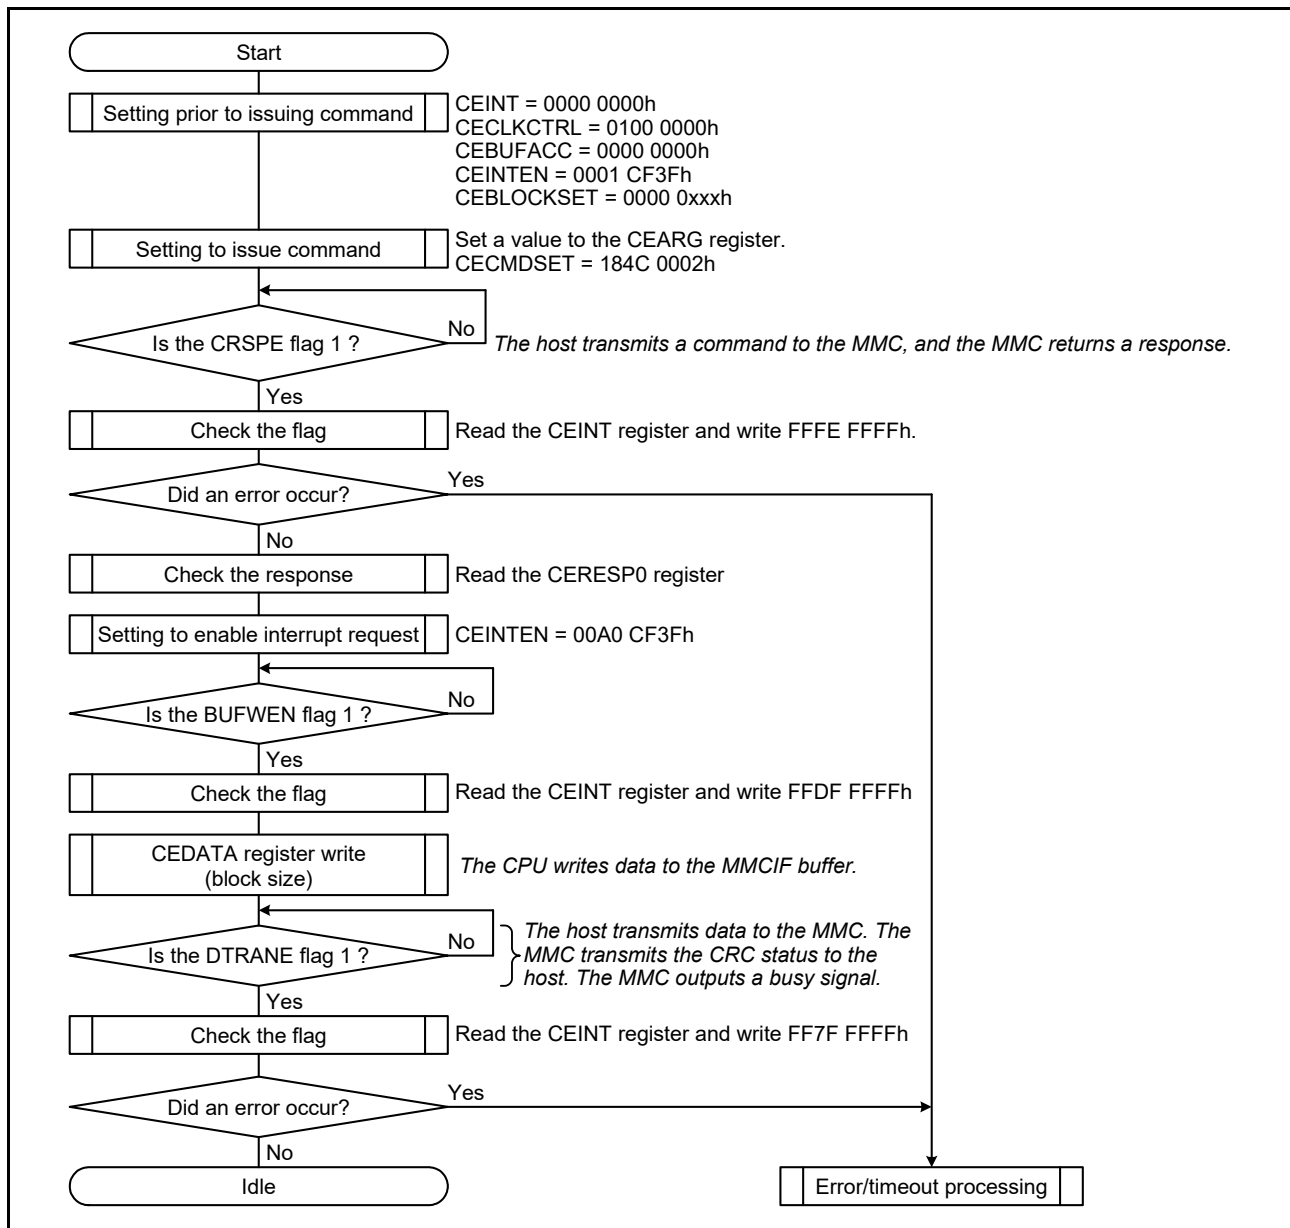 Start
Setting prior to issuing command
CEINT = 0000 0000h
CECLKCTRL = 0100 0000h
CEBUFACC = 0000 0000h
CEINTEN = 0001 CF3Fh
CEBLOCKSET = 0000 0xxxh
Setting to issue command
Set a value to the CEARG register.
CECMDSET = 184C 0002h
Is the CRSPE flag 1 ?
No
The host transmits a command to the MMC, and the MMC returns a response.
Yes
Check the flag
Read the CEINT register and write FFFE FFFFh.
Did an error occur?
Yes
No
Check the response
Read the CERESP0 register
Setting to enable interrupt request
CEINTEN = 00A0 CF3Fh
Is the BUFWEN flag 1 ?
No
Yes
Check the flag
Read the CEINT register and write FFDF FFFFh
CEDATA register write
(block size)
The CPU writes data to the MMCIF buffer.
Is the DTRANE flag 1 ?
No
The host transmits data to the MMC. The
MMC transmits the CRC status to the
host. The MMC outputs a busy signal.
Yes
Check the flag
Read the CEINT register and write FF7F FFFFh
Did an error occur?
Yes
No
Idle
Error/timeout processing